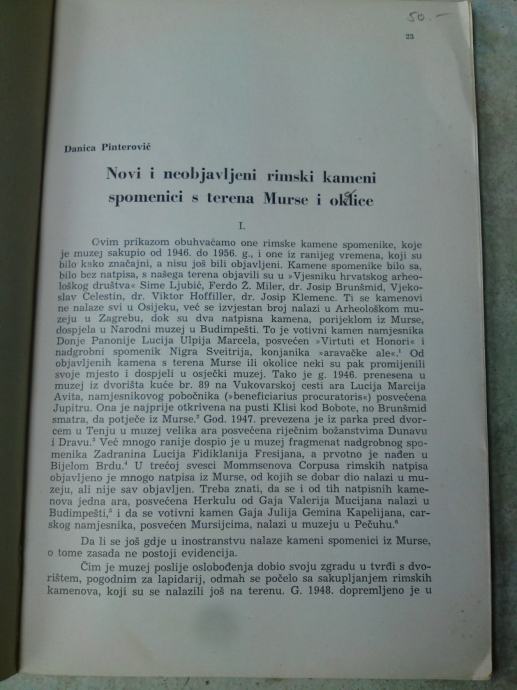 50.—
23
Danica Pinterović
Novi i neobjavljeni rimski kameni
spomenici s terena Murse i okolice
I.
Ovim prikazom obuhvaćamo one rimske kamene spomenike, koje
je muzej sakupio od 1946. do 1956. g., i one iz ranijeg vremena, koji su
bilo kako značajni, a nisu još bili objavljeni. Kamene spomenike bilo sa,
bilo bez natpisa, s našega terena objavili su u »Vjesniku hrvatskog arheo-
loškog društva« Sime Ljubić, Ferdo Ž. Miler, dr. Josip Brunšmid, Vjeko-
slav Celestin, dr. Viktor Hoffiller, dr. Josip Klemenc. Ti se kamenovi
ne nalaze svi u Osijeku, već se izvjestan broj nalazi u Arheološkom mu-
zeju u Zagrebu, dok su dva natpisna kamena, porijeklom iz Murse,
dospjela u Narodni muzej u Budimpešti. To je votivni kamen namjesnika
Donje Panonije Lucija Ulpija Marcela, posvećen »Virtuti et Honori« i
nadgrobni spomenik Nigra Sveitrija, konjanika »aravačke ale«.¹ Od
objavljenih kamena s terena Murse ili okolice neki su pak promijenili
svoje mjesto i dospjeli u osječki muzej. Tako je g. 1946. prenesena u
muzej iz dvorišta kuće br. 89 na Vukovarskoj cesti ara Lucija Marcija
Avita, namjesnikovog pobočnika (»beneficiarius procuratoris«) posvećena
Jupitru. Ona je najprije otkrivena na pusti Klisi kod Bobote, no Brunšmid
smatra, da potječe iz Murse.² God. 1947. prevezena je iz parka pred dvor-
cem u Tenju u muzej velika ara posvećena riječnim božanstvima Dunavu
i Dravu.³ Već mnogo ranije dospio je u muzej fragmenat nadgrobnog spo-
menika Zadranina Lucija Fidiklanija Fresijana, a prvotno je nađen u
Bijelom Brdu.⁴ U trećoj svesci Mommsenova Corpusa rimskih natpisa
objavljeno je mnogo natpisa iz Murse, od kojih se dobar dio nalazi u mu-
zeju, ali nije sav objavljen. Treba znati, da se i od tih natpisnih kame-
nova jedna ara, posvećena Herkulu od Gaja Valerija Mucijana nalazi u
Budimpešti,⁵ i da se votivni kamen Gaja Julija Gemina Kapelijana, car-
skog namjesnika, posvećen Mursijcima, nalazi u muzeju u Pečuhu.⁶
Da li se još gdje u inostranstvu nalaze kameni spomenici iz Murse,
o tome zasada ne postoji evidencija.
Čim je muzej poslije oslobođenja dobio svoju zgradu u tvrđi s dvo-
rištem, pogodnim za lapidarij, odmah se počelo sa sakupljanjem rimskih
kamenova, koji su se nalazili još na terenu. G. 1948. dopremljeno je u